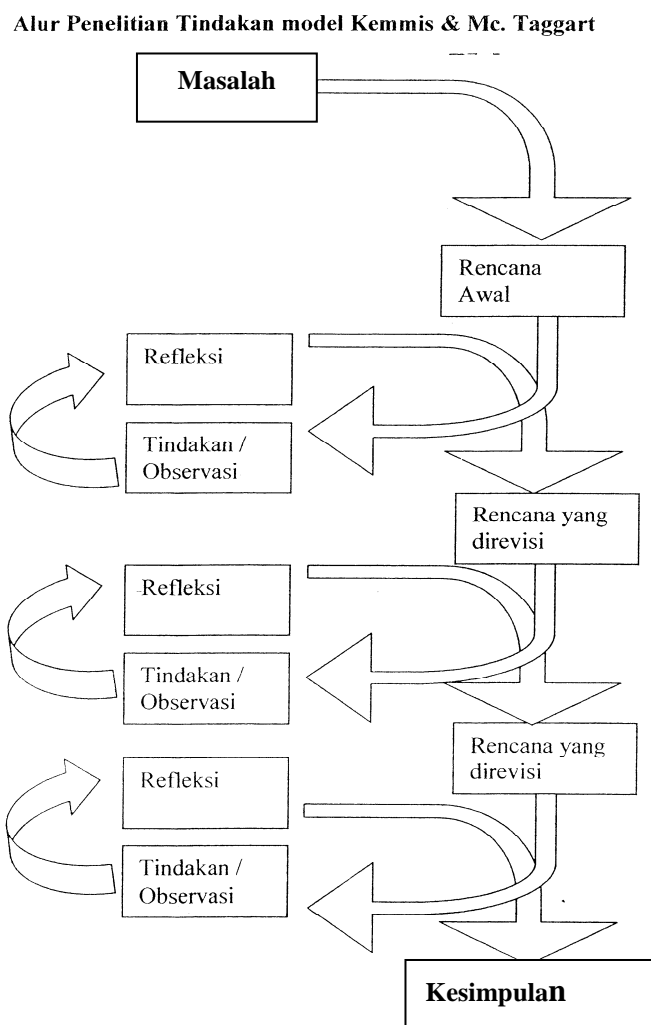 Alur Penelitian Tindakan model Kemmis & Mc. Taggart
Masalah
Rencana
Awal
Refleksi
Tindakan /
Observasi
Rencana yang
direvisi
Refleksi
Tindakan /
Observasi
Rencana yang
direvisi
Refleksi
Tindakan /
Observasi
Kesimpulan